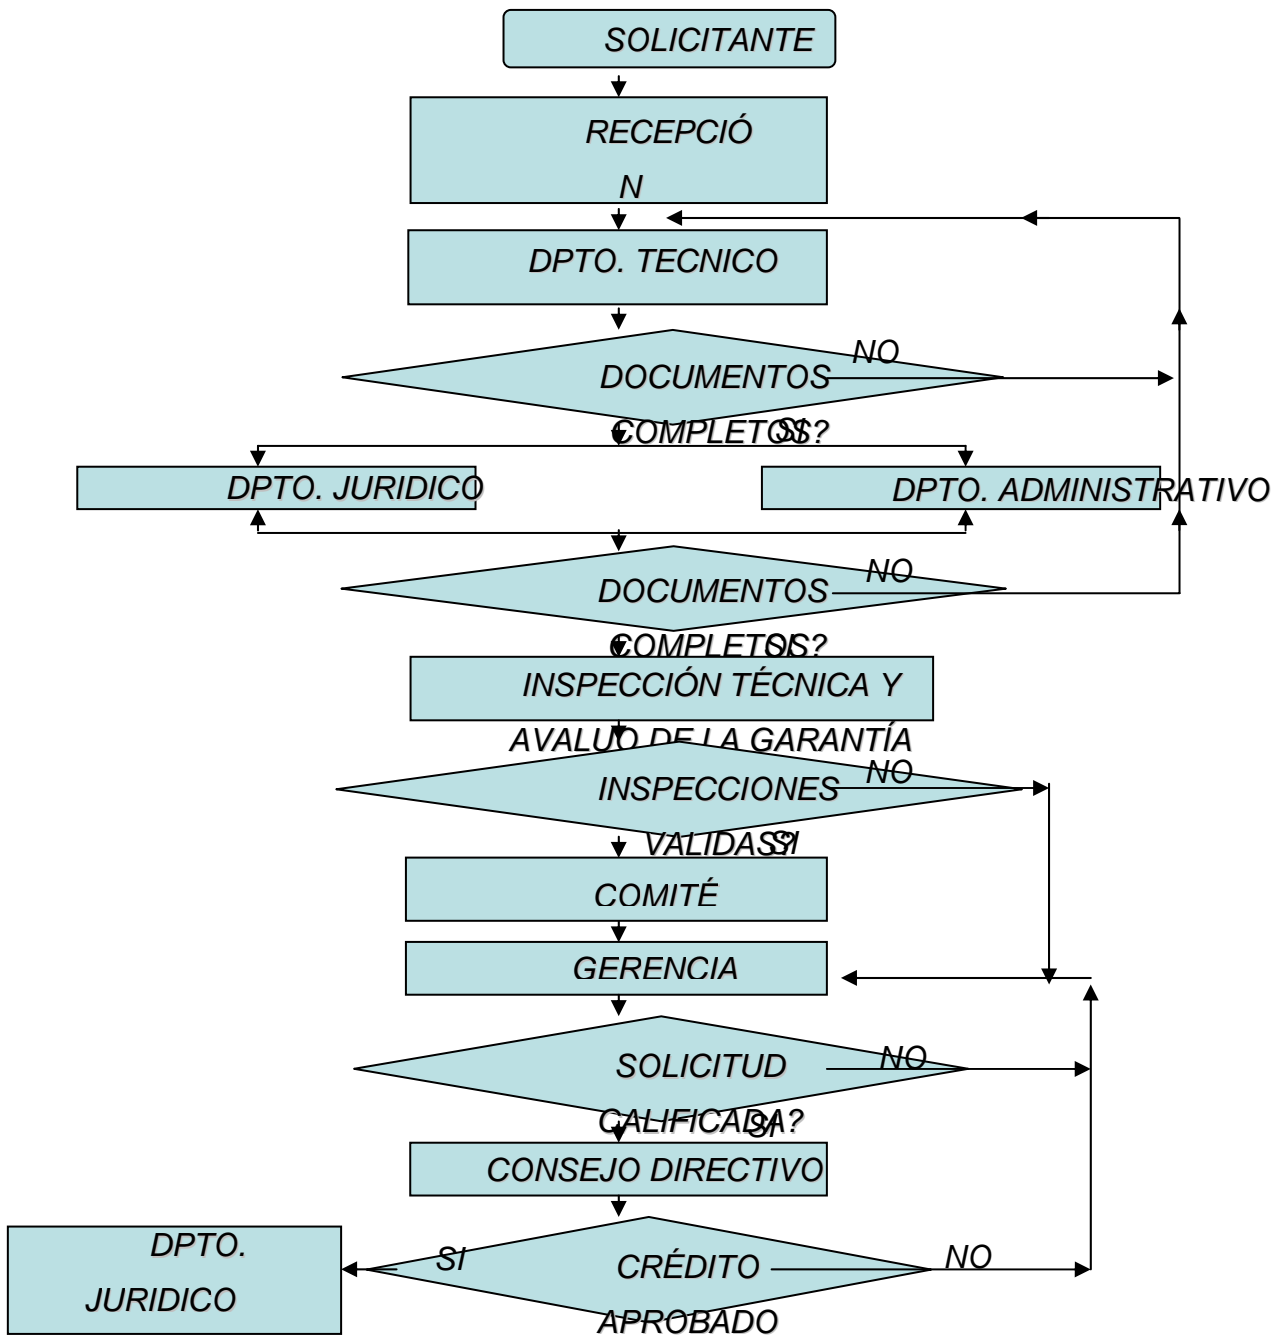 SOLICITANTE
RECEPCIÓ
N
DPTO. TECNICO
NO
DOCUMENTOS
COMPLETOS?
SI
DPTO. JURIDICO
DPTO. ADMINISTRATIVO
NO
DOCUMENTOS
COMPLETOS?
SI
INSPECCIÓN TÉCNICA Y
AVALUO DE LA GARANTÍA
NO
INSPECCIONES
VALIDAS?
SI
COMITÉ
GERENCIA
NO
SOLICITUD
CALIFICADA?
SI
CONSEJO DIRECTIVO
DPTO.
JURIDICO
SI
CRÉDITO
APROBADO
NO